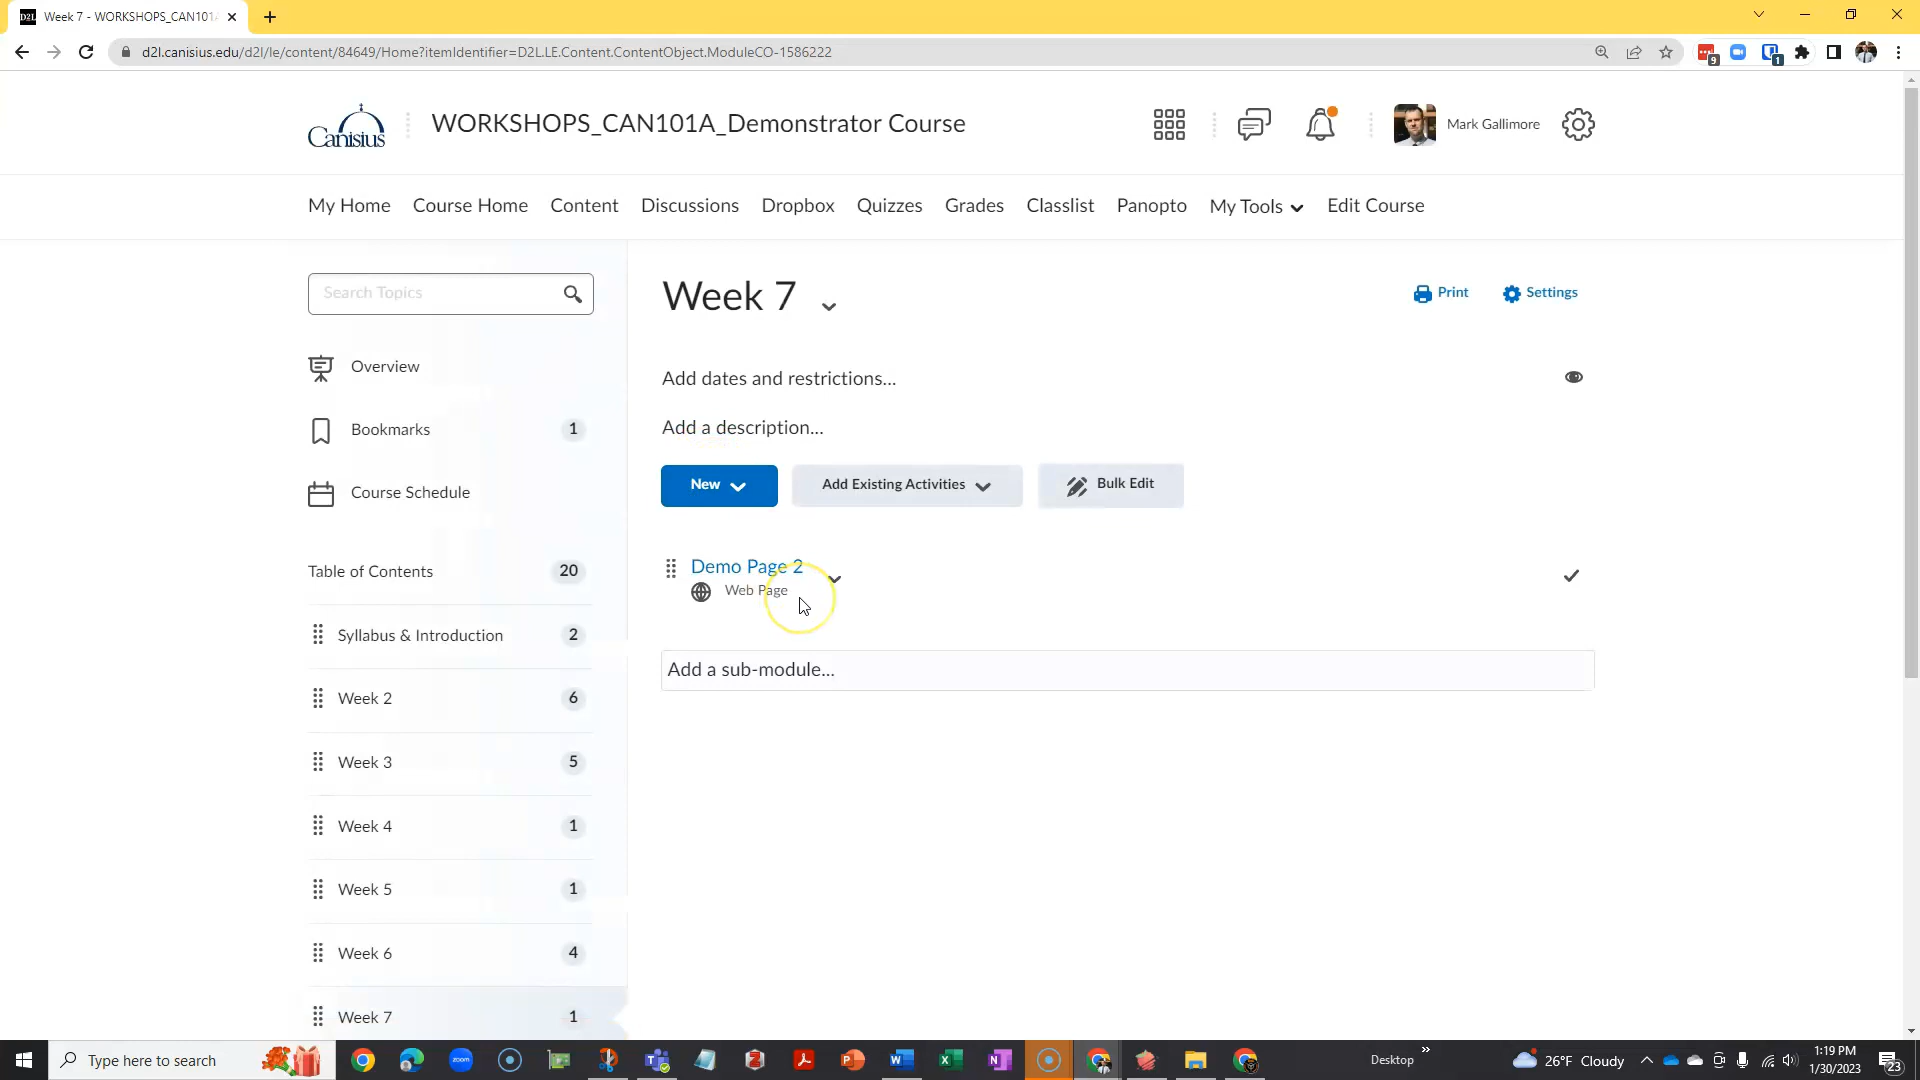 D2L Week 7 - WORKSHOPS_CAN101A
d2l.canisius.edu/d2l/le/content/84649/Home?itemIdentifier=D2L.LE.Content.ContentObject.ModuleCO-1586222
9
1
Canisius
WORKSHOPS_CAN101A_Demonstrator Course
Mark Gallimore
My Home
Course Home
Content
Discussions
Dropbox
Quizzes
Grades
Classlist
Panopto
My Tools
Edit Course
Search Topics
Overview
Bookmarks 1
Course Schedule
Table of Contents 20
Syllabus & Introduction 2
Week 2 6
Week 3 5
Week 4 1
Week 5 1
Week 6 4
Week 7 1
Week 7
Print
Settings
Add dates and restrictions...
Add a description...
New
Add Existing Activities
Bulk Edit
Demo Page 2
Web Page
Add a sub-module...
Type here to search
zoom
Desktop
26°F Cloudy
1:19 PM
1/30/2023
23